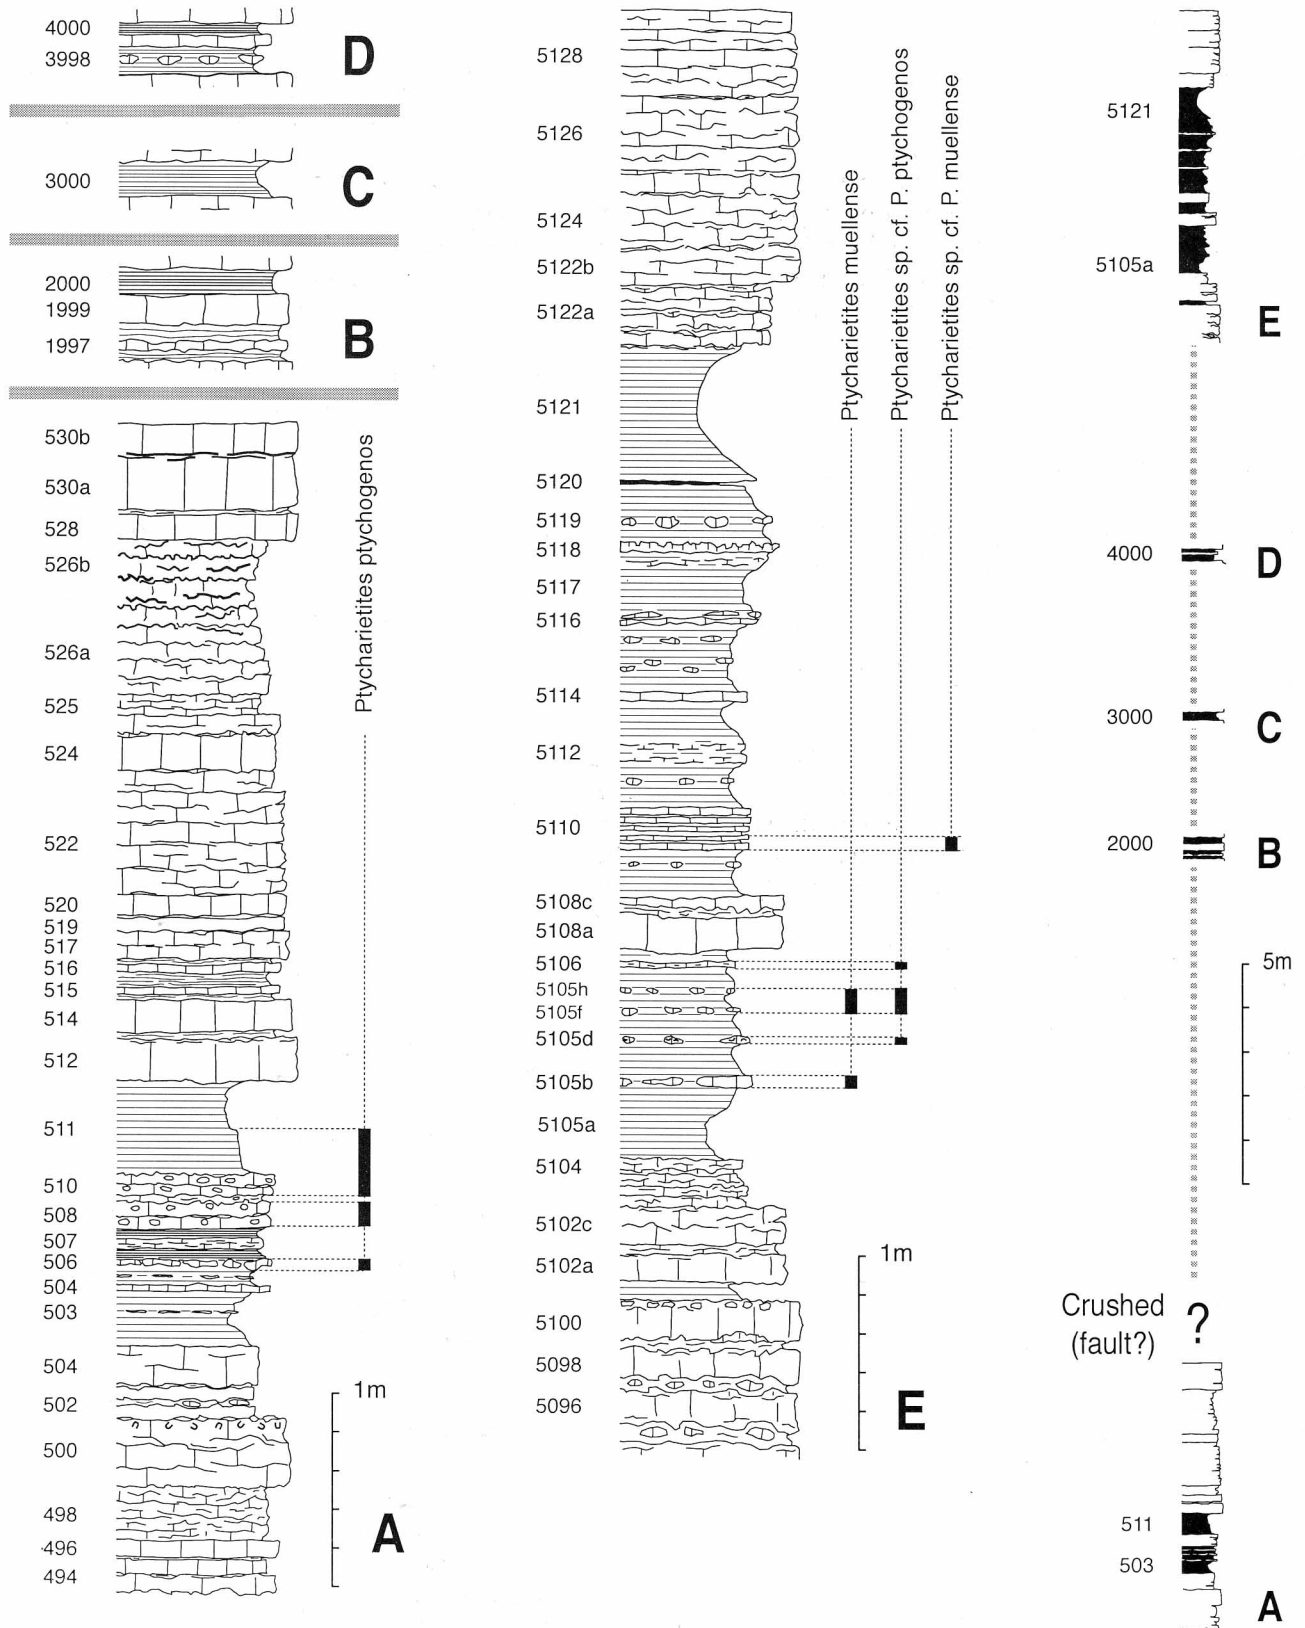 4000
3998
D
3000
C
2000
1999
1997
B
530b
530a
528
526b
526a
525
524
522
520
519
517
516
515
514
512
511
510
508
507
506
504
503
504
502
500
498
496
494
Ptycharietites ptychogenos
1m
A
5128
5126
5124
5122b
5122a
5121
5120
5119
5118
5117
5116
5114
5112
5110
5108c
5108a
5106
5105h
5105f
5105d
5105b
5105a
5104
5102c
5102a
5100
5098
5096
Ptycharietites muellense
Ptycharietites sp. cf. P. ptychogenos
Ptycharietites sp. cf. P. muellense
1m
E
5121
5105a
E
4000
D
3000
C
2000
B
5m
Crushed
(fault?)
?
511
503
A